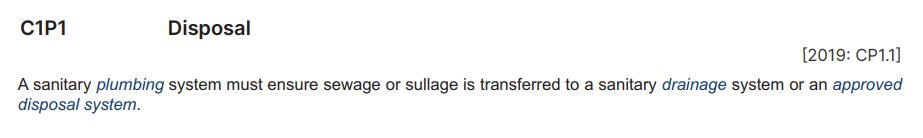 C1P1 Disposal
[2019: CP1.1]
A sanitary plumbing system must ensure sewage or sullage is transferred to a sanitary drainage system or an approved
disposal system.